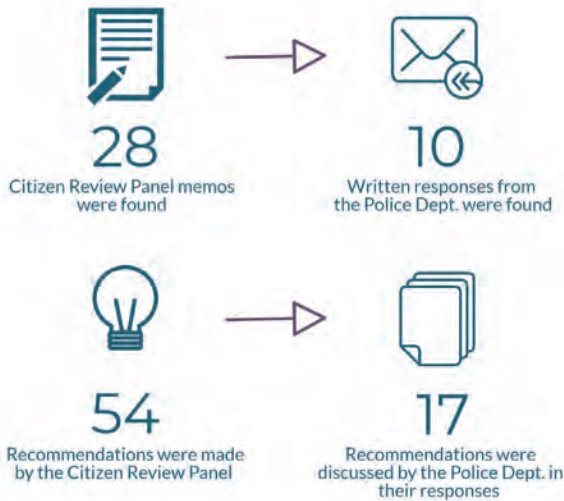 28
Citizen Review Panel memos
were found
10
Written responses from
the Police Dept. were found
54
Recommendations were made
by the Citizen Review Panel
17
Recommendations were
discussed by the Police Dept. in
their responses